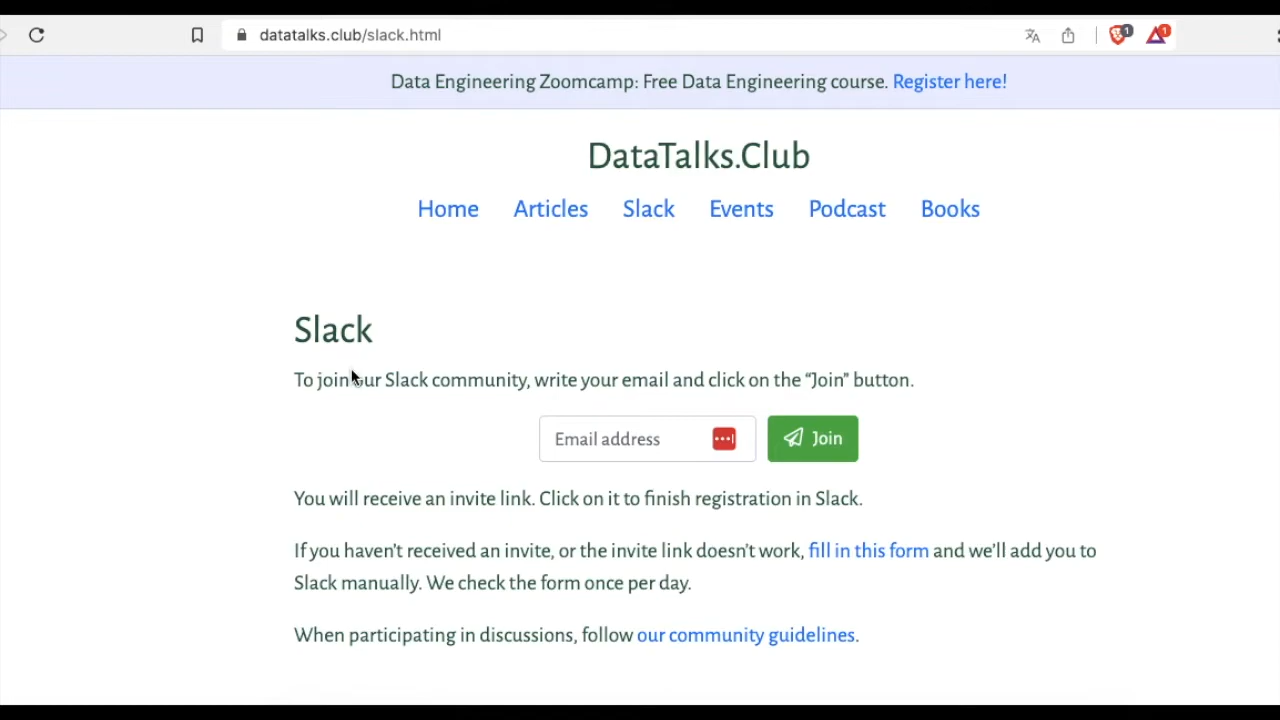 datatalks.club/slack.html
1
1
Data Engineering Zoomcamp: Free Data Engineering course. Register here!
DataTalks.Club
Home Articles Slack Events Podcast Books
Slack
To join our Slack community, write your email and click on the “Join” button.
Email address Join
You will receive an invite link. Click on it to finish registration in Slack.
If you haven't received an invite, or the invite link doesn't work, fill in this form and we'll add you to
Slack manually. We check the form once per day.
When participating in discussions, follow our community guidelines.